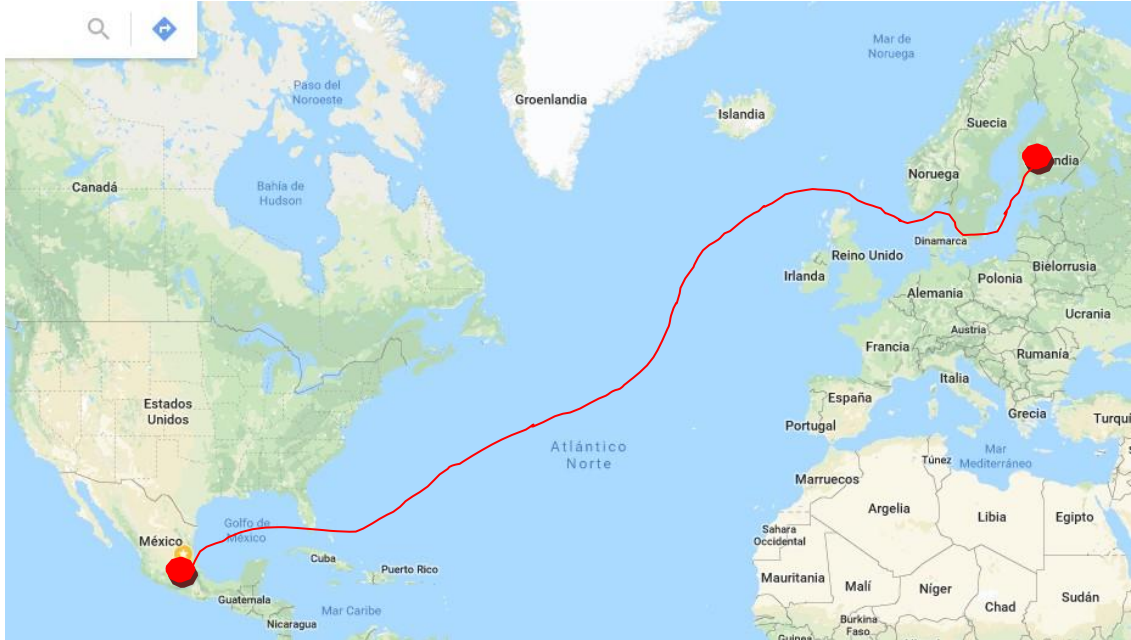 Mar de
Noruega
Paso del
Noroeste
Groenlandia
Islandia
Suecia
ndia
Noruega
Canadá
Bahía de
Hudson
Dinamarca
Reino Unido
Irlanda
Bielorrusia
Polonia
Alemania
Ucrania
Austria
Francia
Rumanía
Italia
España
Estados
Unidos
Grecia
Turquí
Portugal
Atlántico
Norte
Mar
Mediterráneo
Túnez
Marruecos
Argelia
Libia
Egipto
Golfo de
México
Sahara
Occidental
México
Cuba
Puerto Rico
Mauritania
Malí
Níger
Sudán
Chad
Guatemala
Mar Caribe
Nicaragua
Burkina
Faso
Guinea